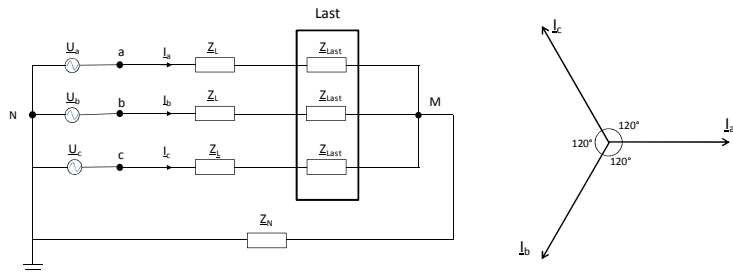 Last
U_a a I_a Z_L Z_Last
U_b b I_b Z_L Z_Last
N M
U_c c I_c Z_L Z_Last
Z_N
I_c
120°
120°
120°
I_a
I_b